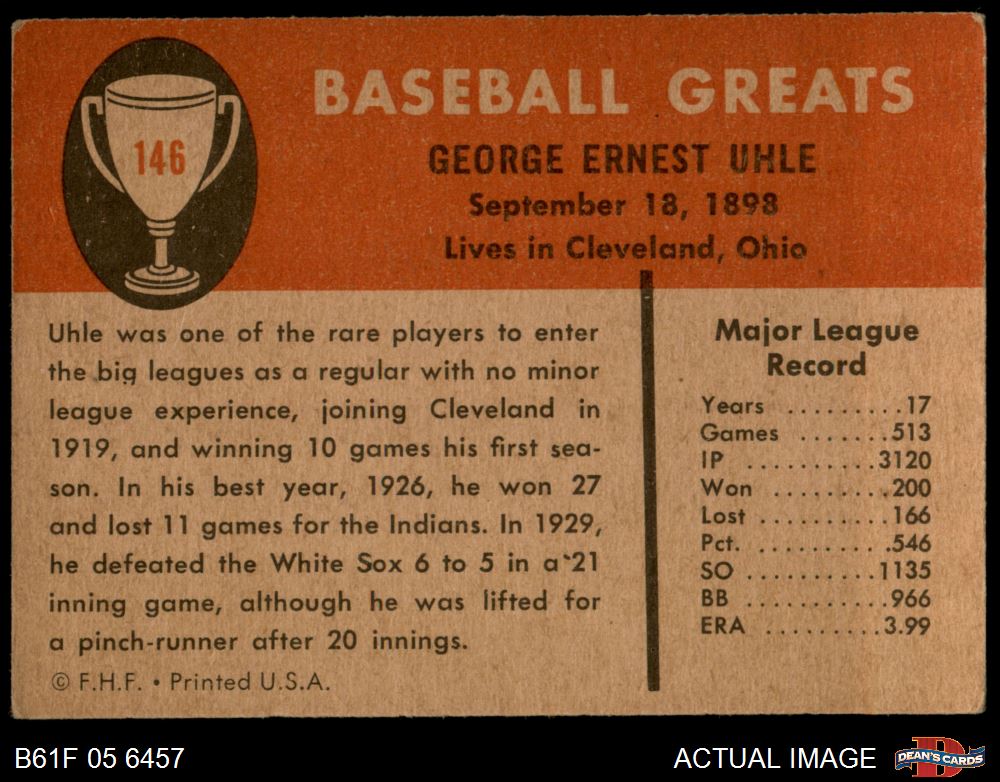 146
BASEBALL GREATS
GEORGE ERNEST UHLE
September 18, 1898
Lives in Cleveland, Ohio
Uhle was one of the rare players to enter
the big leagues as a regular with no minor
league experience, joining Cleveland in
1919, and winning 10 games his first sea-
son. In his best year, 1926, he won 27
and lost 11 games for the Indians. In 1929,
he defeated the White Sox 6 to 5 in a 21
inning game, although he was lifted for
a pinch-runner after 20 innings.
© F.H.F. • Printed U.S.A.
Major League
Record
Years .........17
Games .......513
IP ..........3120
Won .........200
Lost ..........166
Pct. ..........546
SO ..........1135
BB ...........966
ERA .........3.99
B61F 05 6457
ACTUAL IMAGE
D
DEAN'S CARDS